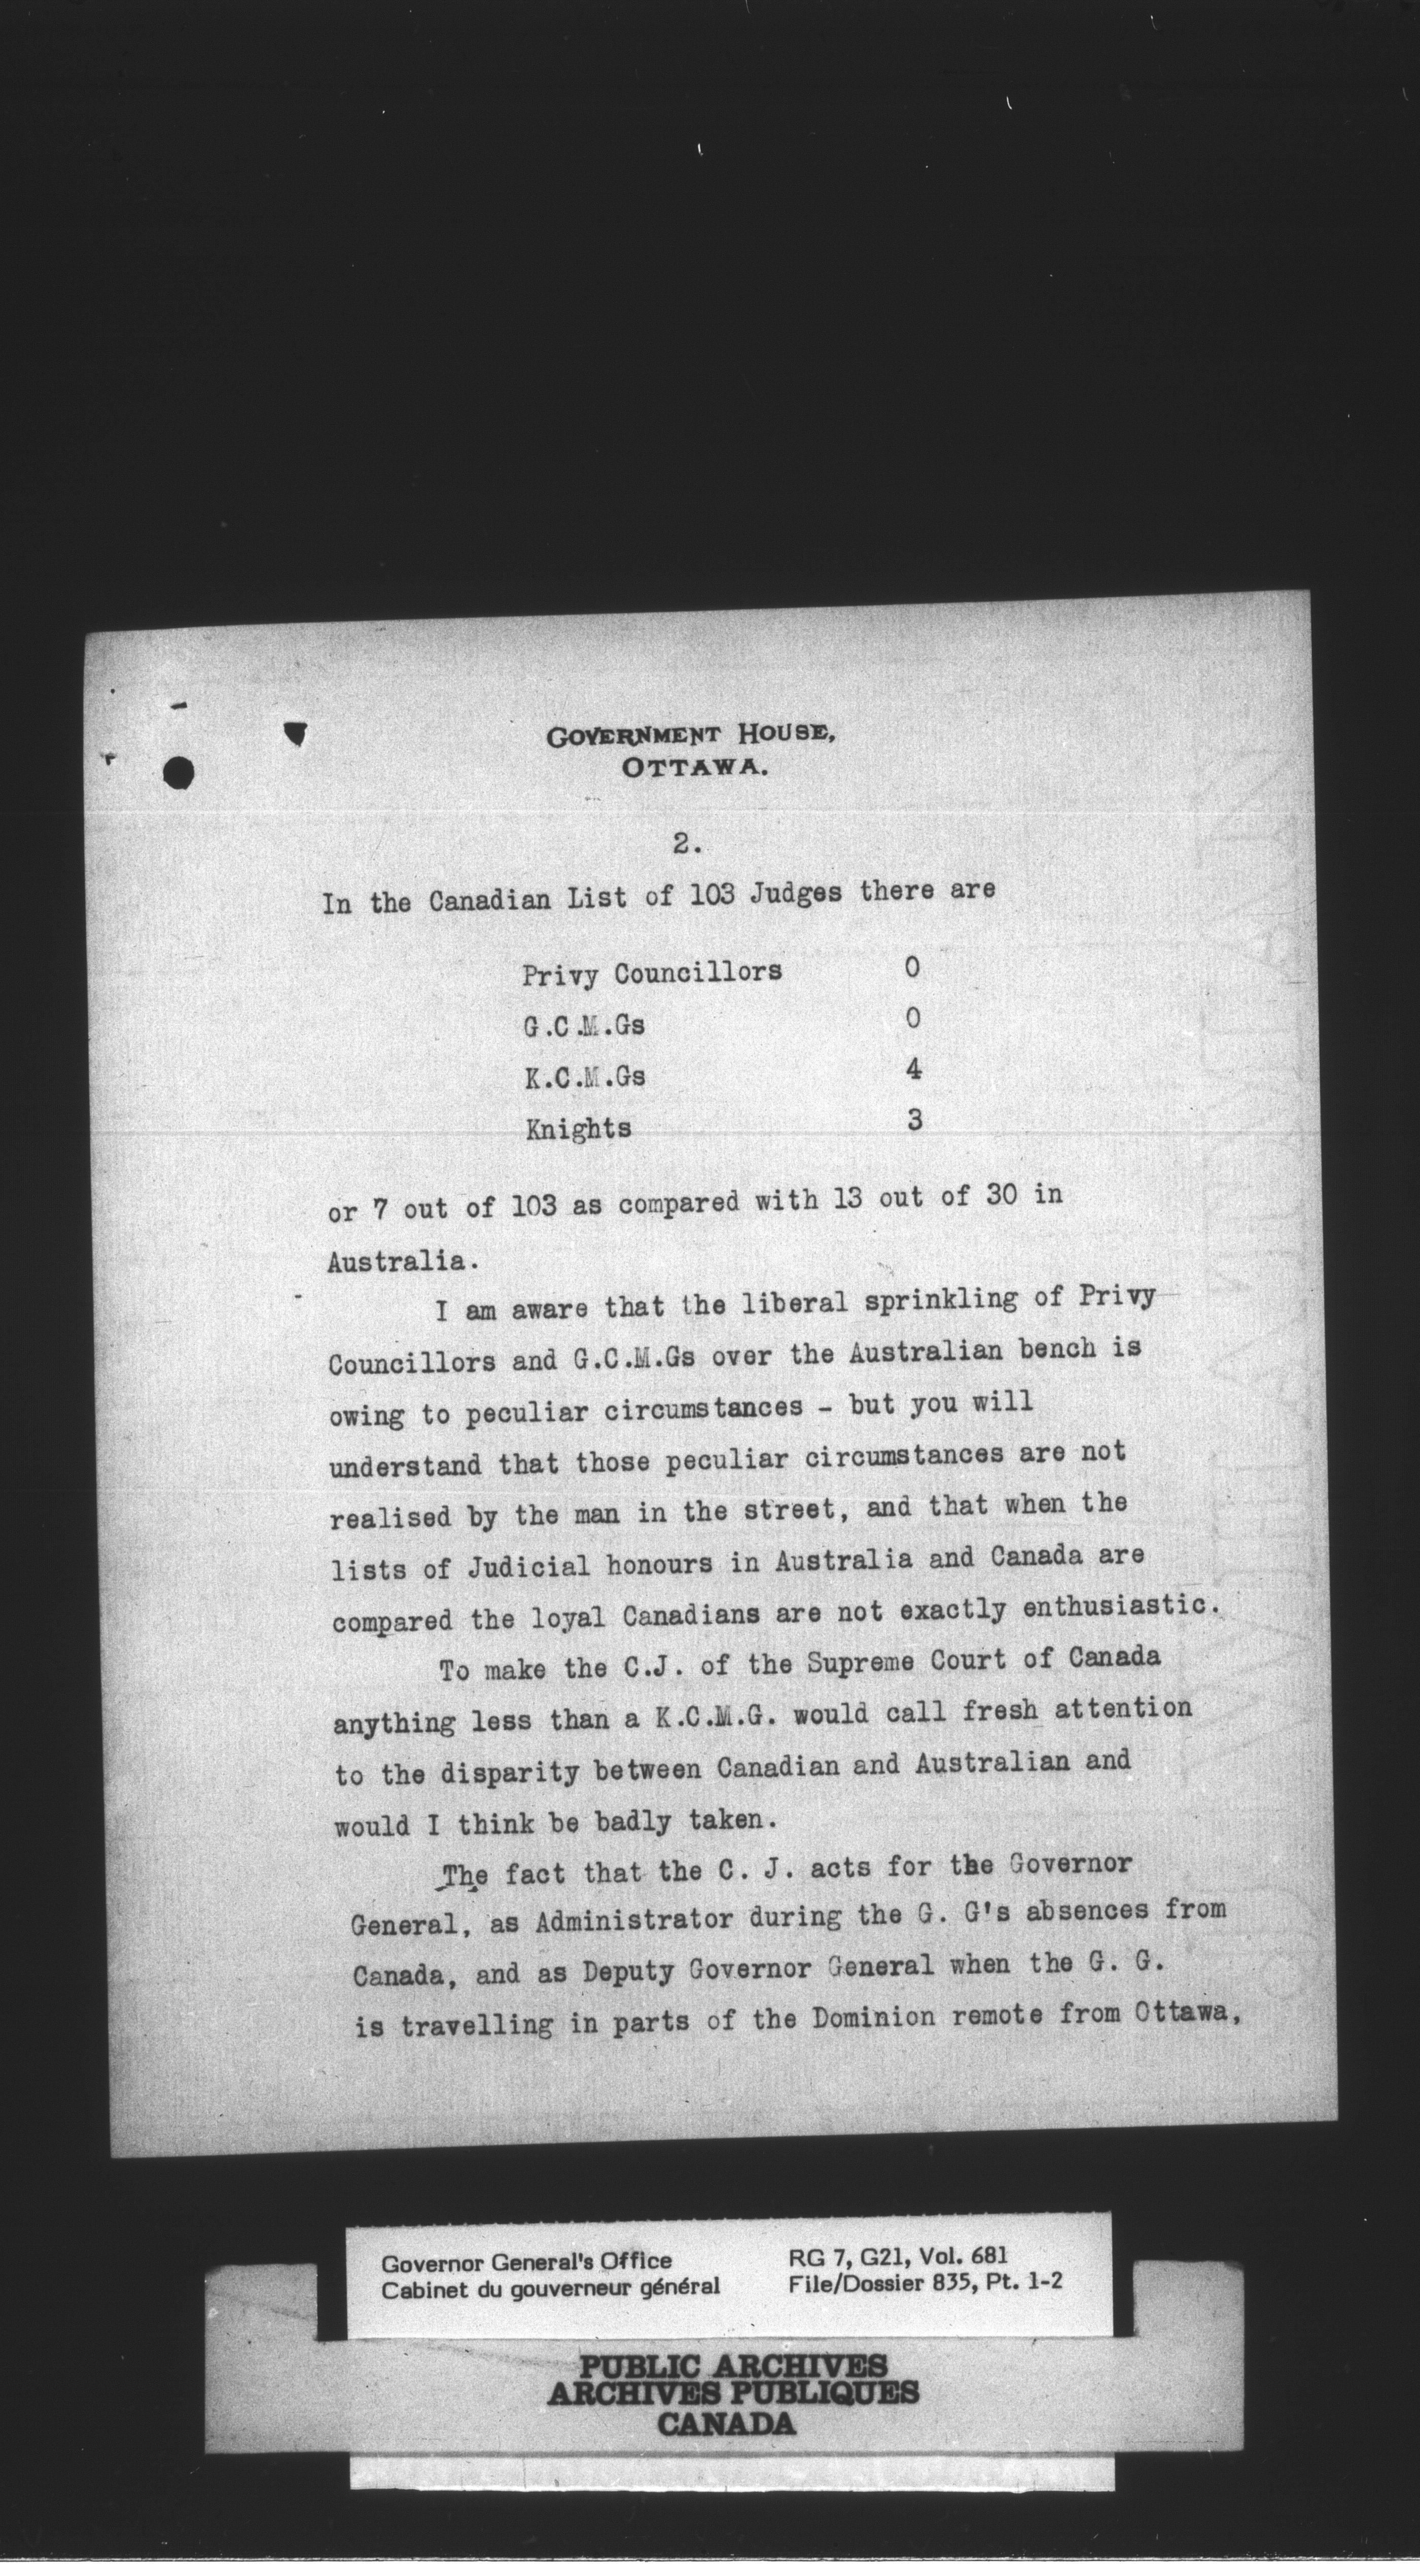 GOVERNMENT HOUSE,
OTTAWA.
2.
In the Canadian List of 103 Judges there are
Privy Councillors 0
G.C.M.Gs 0
K.C.M.Gs 4
Knights 3
or 7 out of 103 as compared with 13 out of 30 in
Australia.
I am aware that the liberal sprinkling of Privy
Councillors and G.C.M.Gs over the Australian bench is
owing to peculiar circumstances - but you will
understand that those peculiar circumstances are not
realised by the man in the street, and that when the
lists of Judicial honours in Australia and Canada are
compared the loyal Canadians are not exactly enthusiastic.
To make the C.J. of the Supreme Court of Canada
anything less than a K.C.M.G. would call fresh attention
to the disparity between Canadian and Australian and
would I think be badly taken.
The fact that the C. J. acts for the Governor
General, as Administrator during the G. G's absences from
Canada, and as Deputy Governor General when the G. G.
is travelling in parts of the Dominion remote from Ottawa,
Governor General's Office RG 7, G21, Vol. 681
Cabinet du gouverneur général File/Dossier 835, Pt. 1-2
PUBLIC ARCHIVES
ARCHIVES PUBLIQUES
CANADA